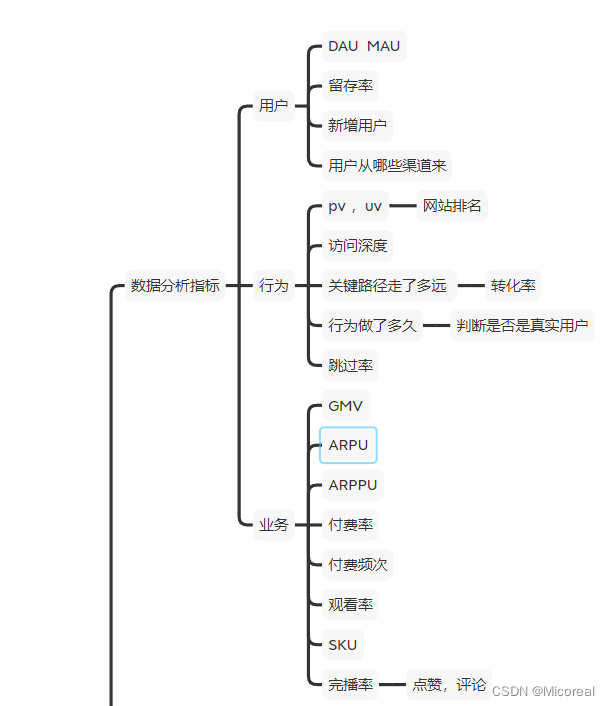 DAU MAU
留存率
用户
新增用户
用户从哪些渠道来
pv ，uv 网站排名
访问深度
数据分析指标 行为 关键路径走了多远 转化率
行为做了多久 判断是否是真实用户
跳过率
GMV
ARPU
ARPPU
业务 付费率
付费频次
观看率
SKU
完播率 点赞，评论
CSDN @Micoreal